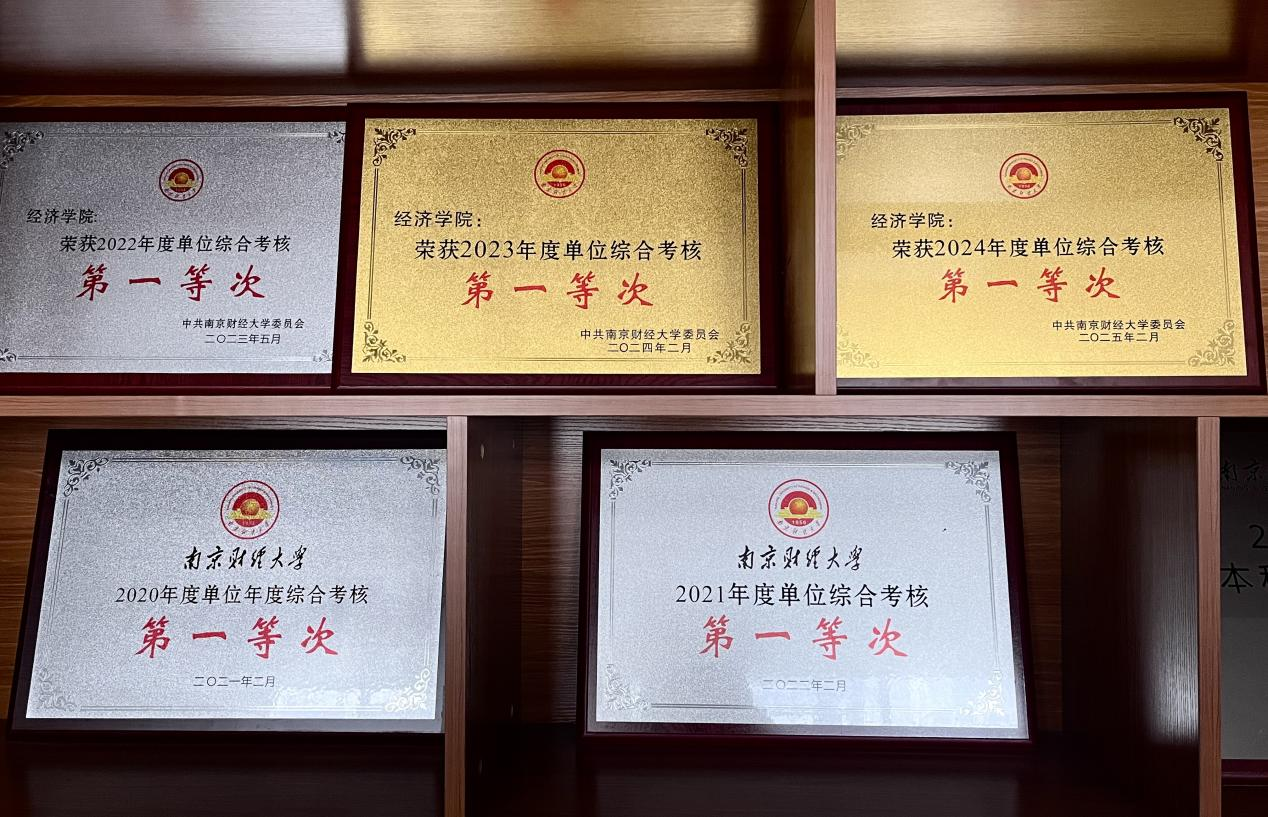 经济学院:
荣获2022年度单位综合考核
第一等次
中共南京财经大学委员会
二〇二三年五月
经济学院：
荣获2023年度单位综合考核
第一等次
中共南京财经大学委员会
二〇二四年二月
经济学院：
荣获2024年度单位综合考核
第一等次
中共南京财经大学委员会
二〇二五年二月
南京财经大学
2020年度单位年度综合考核
第一等次
二〇二一年二月
1956
南京财经大学
2021年度单位综合考核
第一等次
二〇二二年二月
南京
2
本